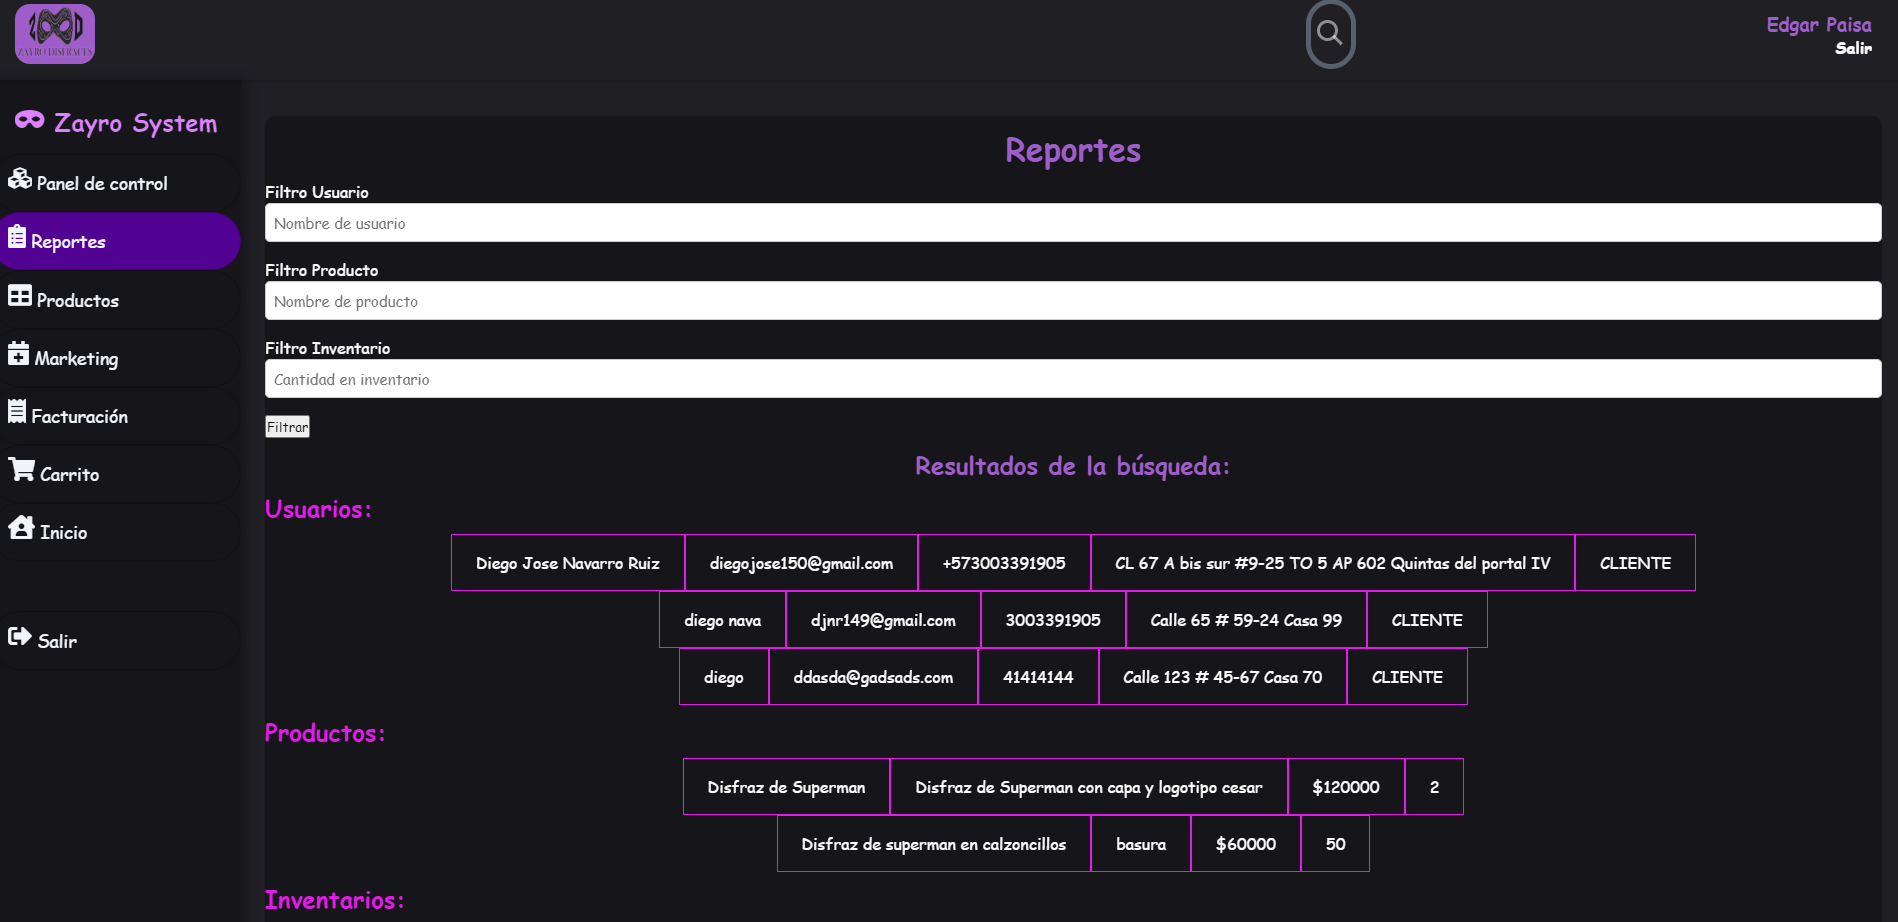 ZAYRO DISFRACES
Edgar Paisa
Salir
Zayro System
Panel de control
Reportes
Productos
Marketing
Facturación
Carrito
Inicio
Salir
Reportes
Filtro Usuario
Nombre de usuario
Filtro Producto
Nombre de producto
Filtro Inventario
Cantidad en inventario
Filtrar
Resultados de la búsqueda:
Usuarios:
Diego Jose Navarro Ruiz diegojose150@gmail.com +573003391905 CL 67 A bis sur #9-25 TO 5 AP 602 Quintas del portal IV CLIENTE
diego nava djnr149@gmail.com 3003391905 Calle 65 # 59-24 Casa 99 CLIENTE
diego ddasda@gadsads.com 41414144 Calle 123 # 45-67 Casa 70 CLIENTE
Productos:
Disfraz de Superman Disfraz de Superman con capa y logotipo cesar $120000 2
Disfraz de superman en calzoncillos basura $60000 50
Inventarios: